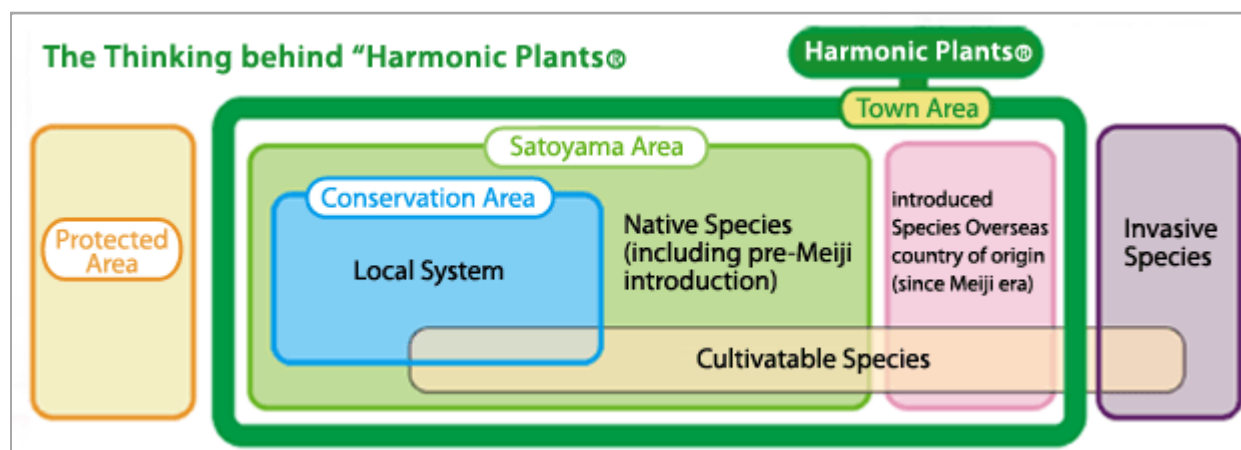 The Thinking behind “Harmonic Plants®
Harmonic Plants®
Town Area
Satoyama Area
Conservation Area
Protected
Area
Local System
Native Species
(including pre-Meiji
introduction)
introduced
Species Overseas
country of origin
(since Meiji era)
Invasive
Species
Cultivatable Species